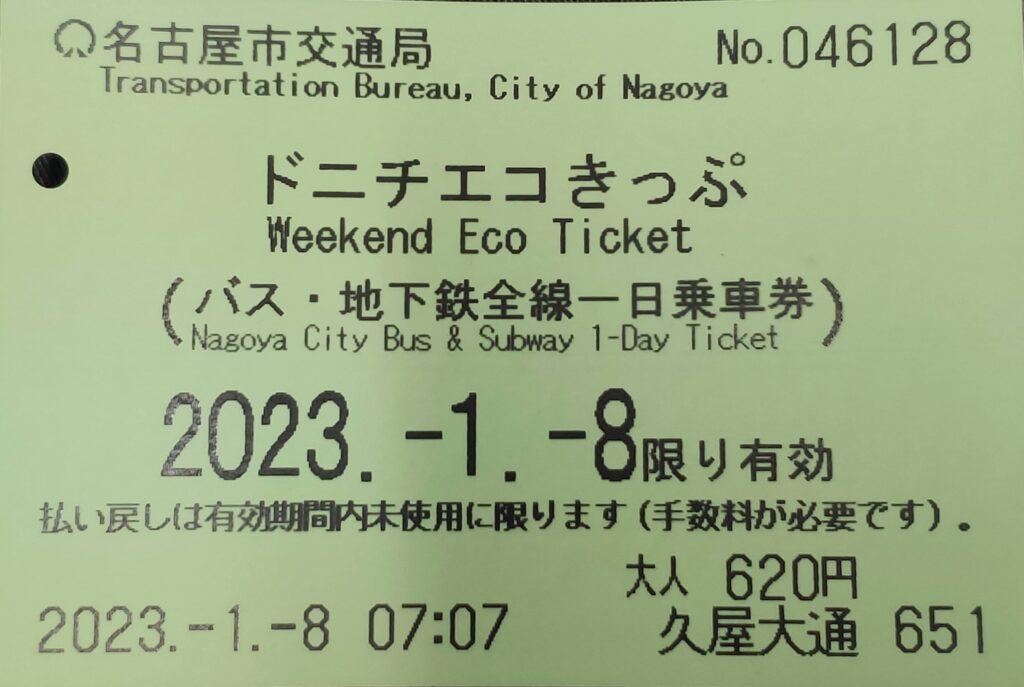 名古屋市交通局 No.046128
Transportation Bureau, City of Nagoya
ドニチエコきっぷ
Weekend Eco Ticket
(バス・地下鉄全線一日乗車券)
Nagoya City Bus & Subway 1-Day Ticket
2023.-1.-8限り有効
払い戻しは有効期間内未使用に限ります(手数料が必要です)。
大人 620円
2023.-1.-8 07:07 久屋大通 651